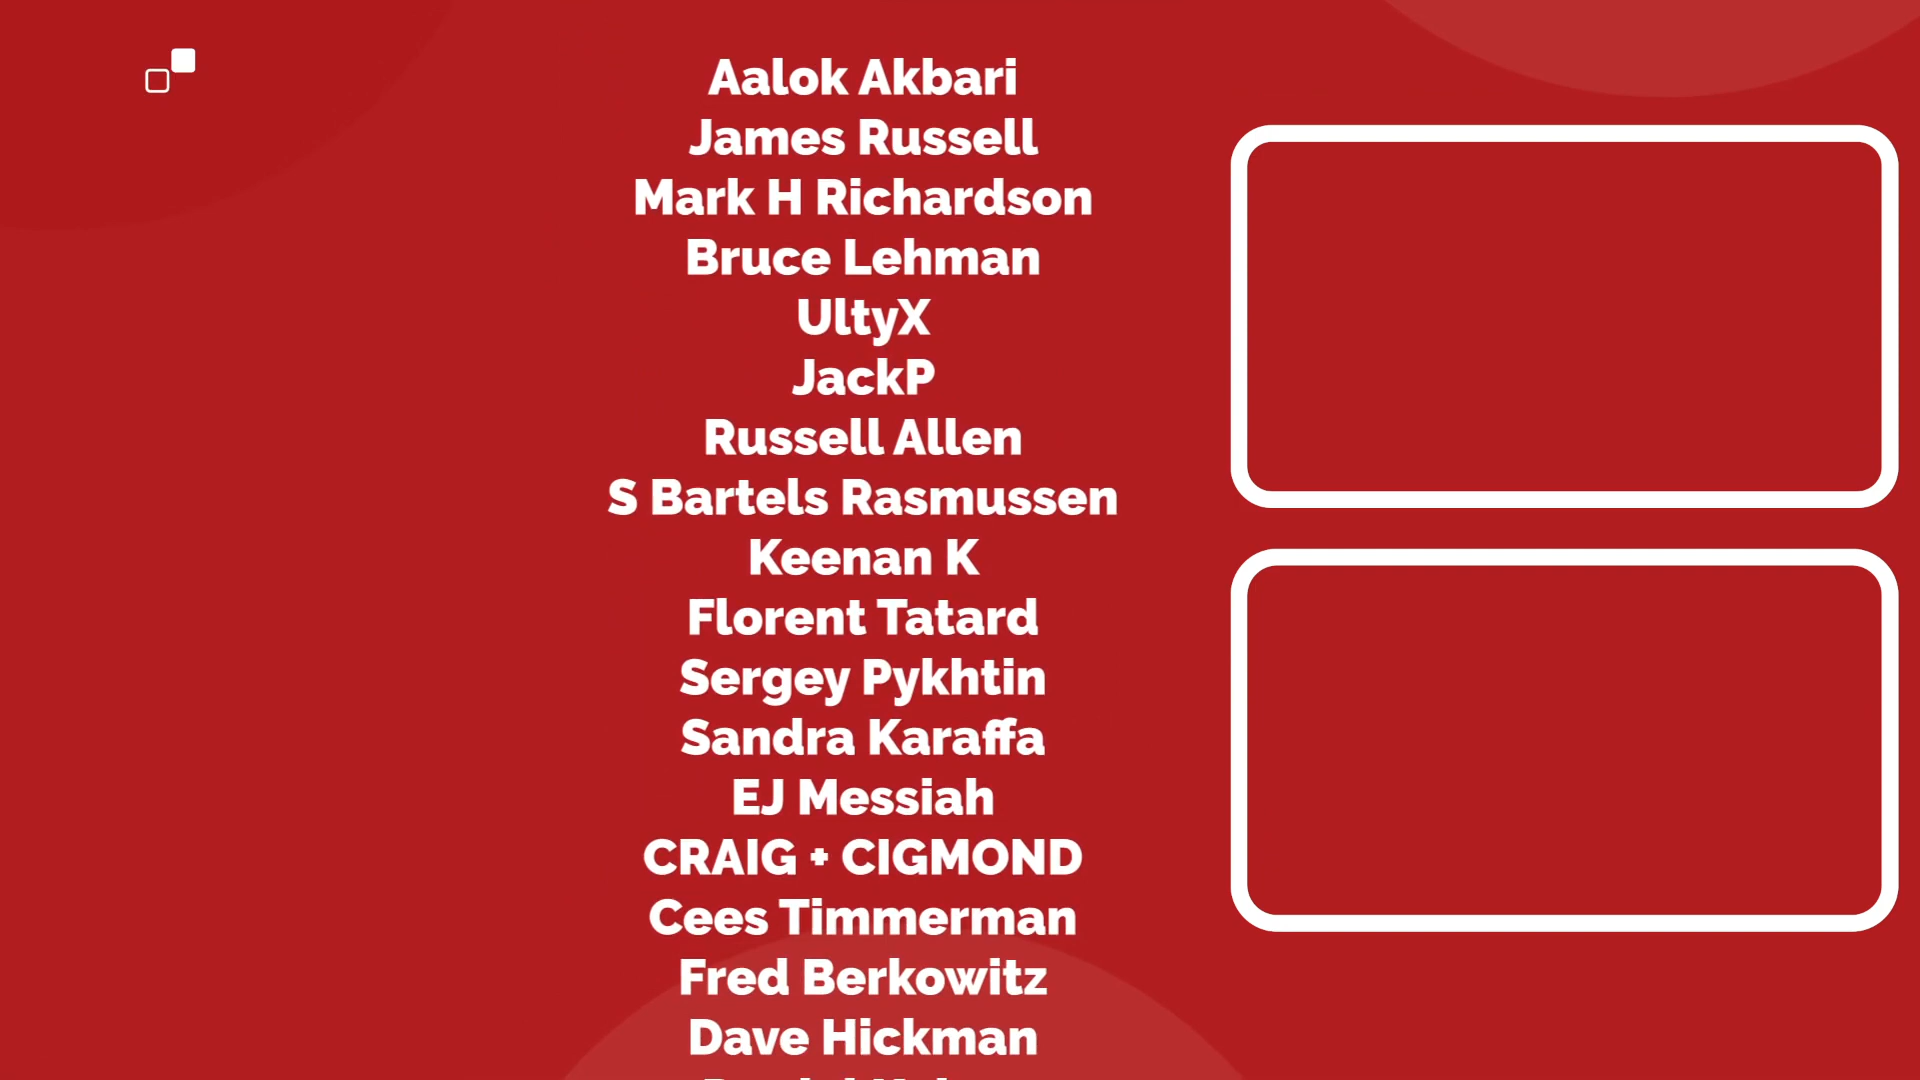 Aalok Akbari
James Russell
Mark H Richardson
Bruce Lehman
UltyX
JackP
Russell Allen
S Bartels Rasmussen
Keenan K
Florent Tatard
Sergey Pykhtin
Sandra Karaffa
EJ Messiah
CRAIG + CIGMOND
Cees Timmerman
Fred Berkowitz
Dave Hickman